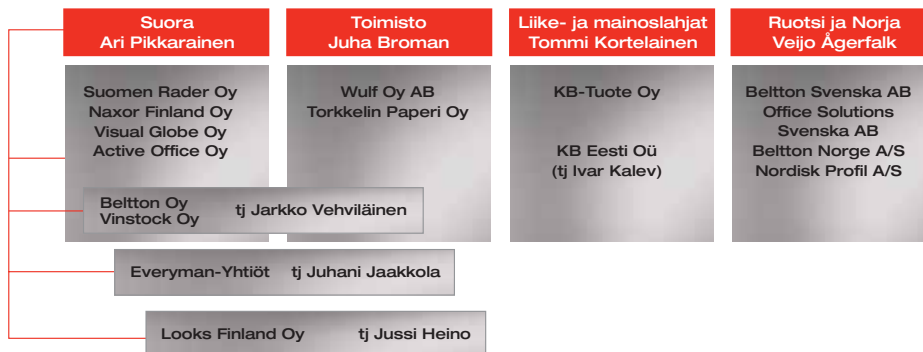 Suora
Ari Pikkarainen
Suomen Rader Oy
Naxor Finland Oy
Visual Globe Oy
Active Office Oy
Toimisto
Juha Broman
Wulf Oy AB
Torkkelin Paperi Oy
Beltton Oy
Vinstock Oy
tj Jarkko Vehviläinen
Everyman-Yhtiöt tj Juhani Jaakkola
Looks Finland Oy tj Jussi Heino
Liike- ja mainoslahjat
Tommi Kortelainen
KB-Tuote Oy
KB Eesti Oü
(tj Ivar Kalev)
Ruotsi ja Norja
Veijo Ågerfalk
Beltton Svenska AB
Office Solutions
Svenska AB
Beltton Norge A/S
Nordisk Profil A/S